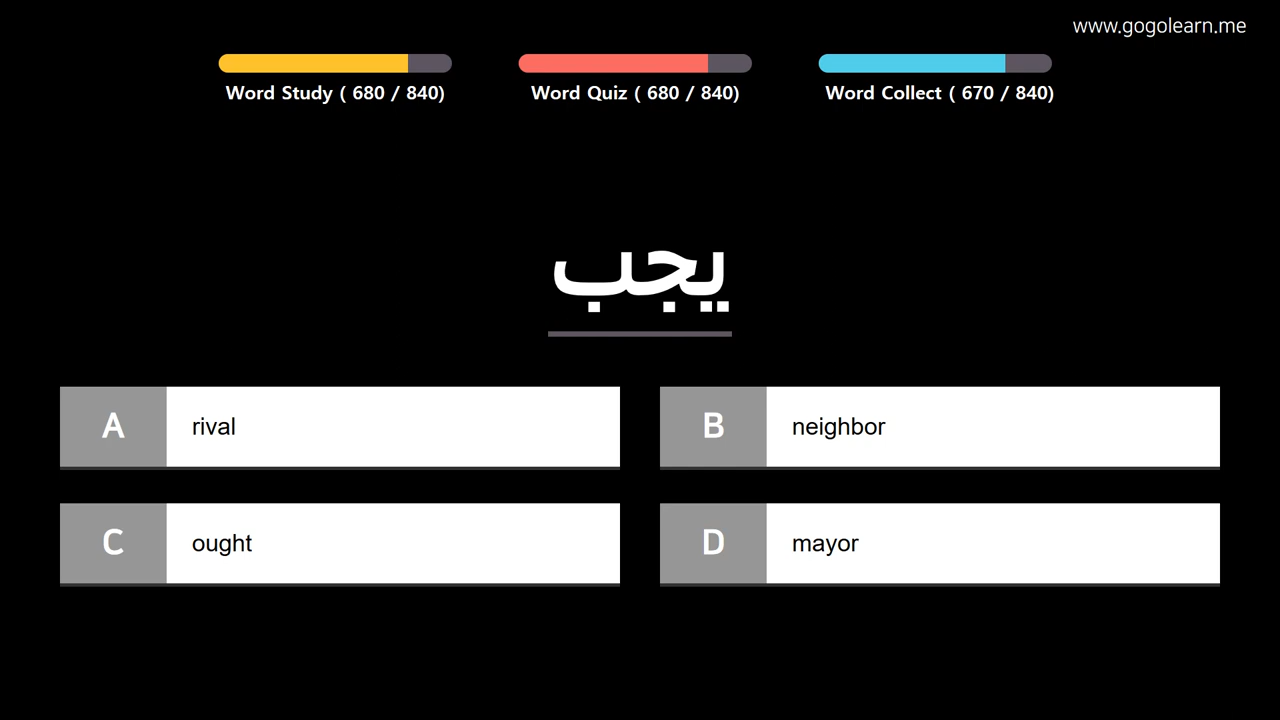 www.gogolearn.me
Word Study ( 680 / 840)
Word Quiz ( 680 / 840)
Word Collect ( 670 / 840)
يجب
A rival
B neighbor
C ought
D mayor